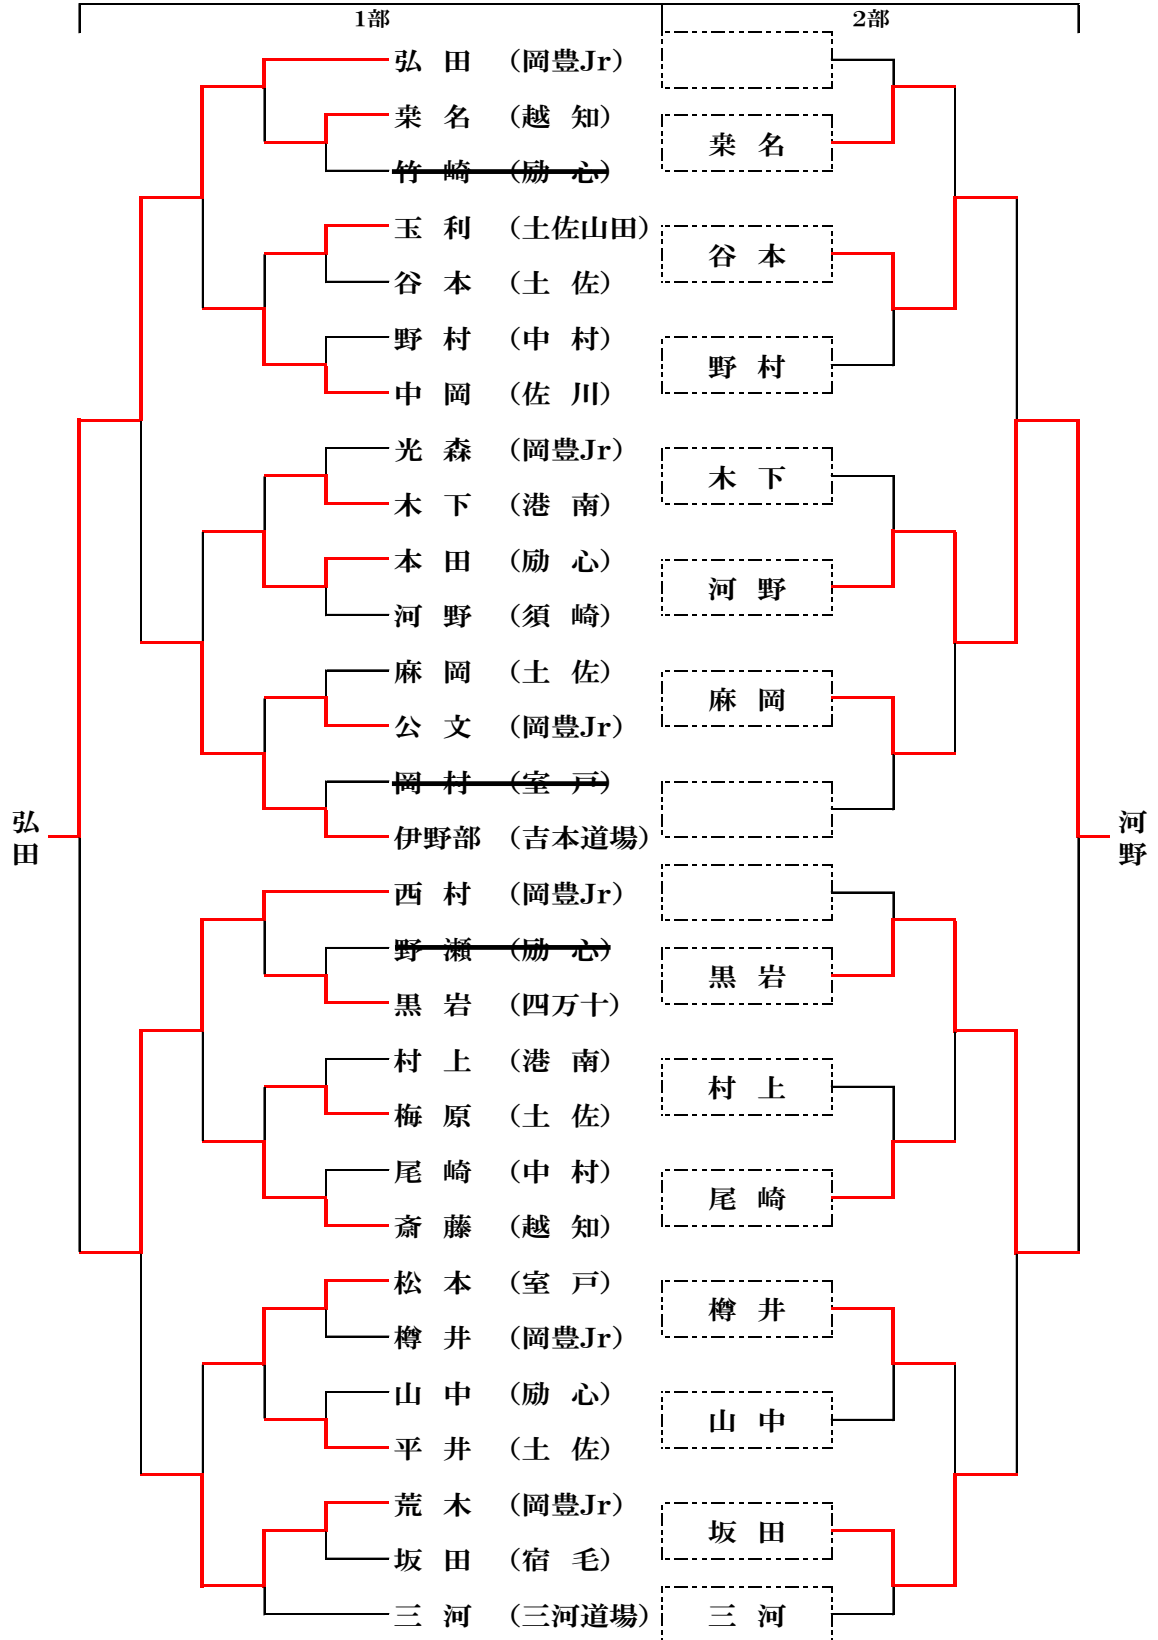 1部 2部
弘 田 (岡豊Jr)
桒 名 (越 知)
桒 名
竹 崎 (励 心)
玉 利 (土佐山田)
谷 本
谷 本 (土 佐)
野 村 (中 村)
野 村
中 岡 (佐 川)
光 森 (岡豊Jr)
木 下
木 下 (港 南)
本 田 (励 心)
河 野
河 野 (須 崎)
麻 岡 (土 佐)
麻 岡
公 文 (岡豊Jr)
岡 村 (室 戸)
弘田
河野
伊野部 (吉本道場)
西 村 (岡豊Jr)
野 瀬 (励 心)
黒 岩
黒 岩 (四万十)
村 上 (港 南)
村 上
梅 原 (土 佐)
尾 崎 (中 村)
尾 崎
斎 藤 (越 知)
松 本 (室 戸)
樽 井
樽 井 (岡豊Jr)
山 中 (励 心)
山 中
平 井 (土 佐)
荒 木 (岡豊Jr)
坂 田
坂 田 (宿 毛)
三 河 (三河道場)
三 河